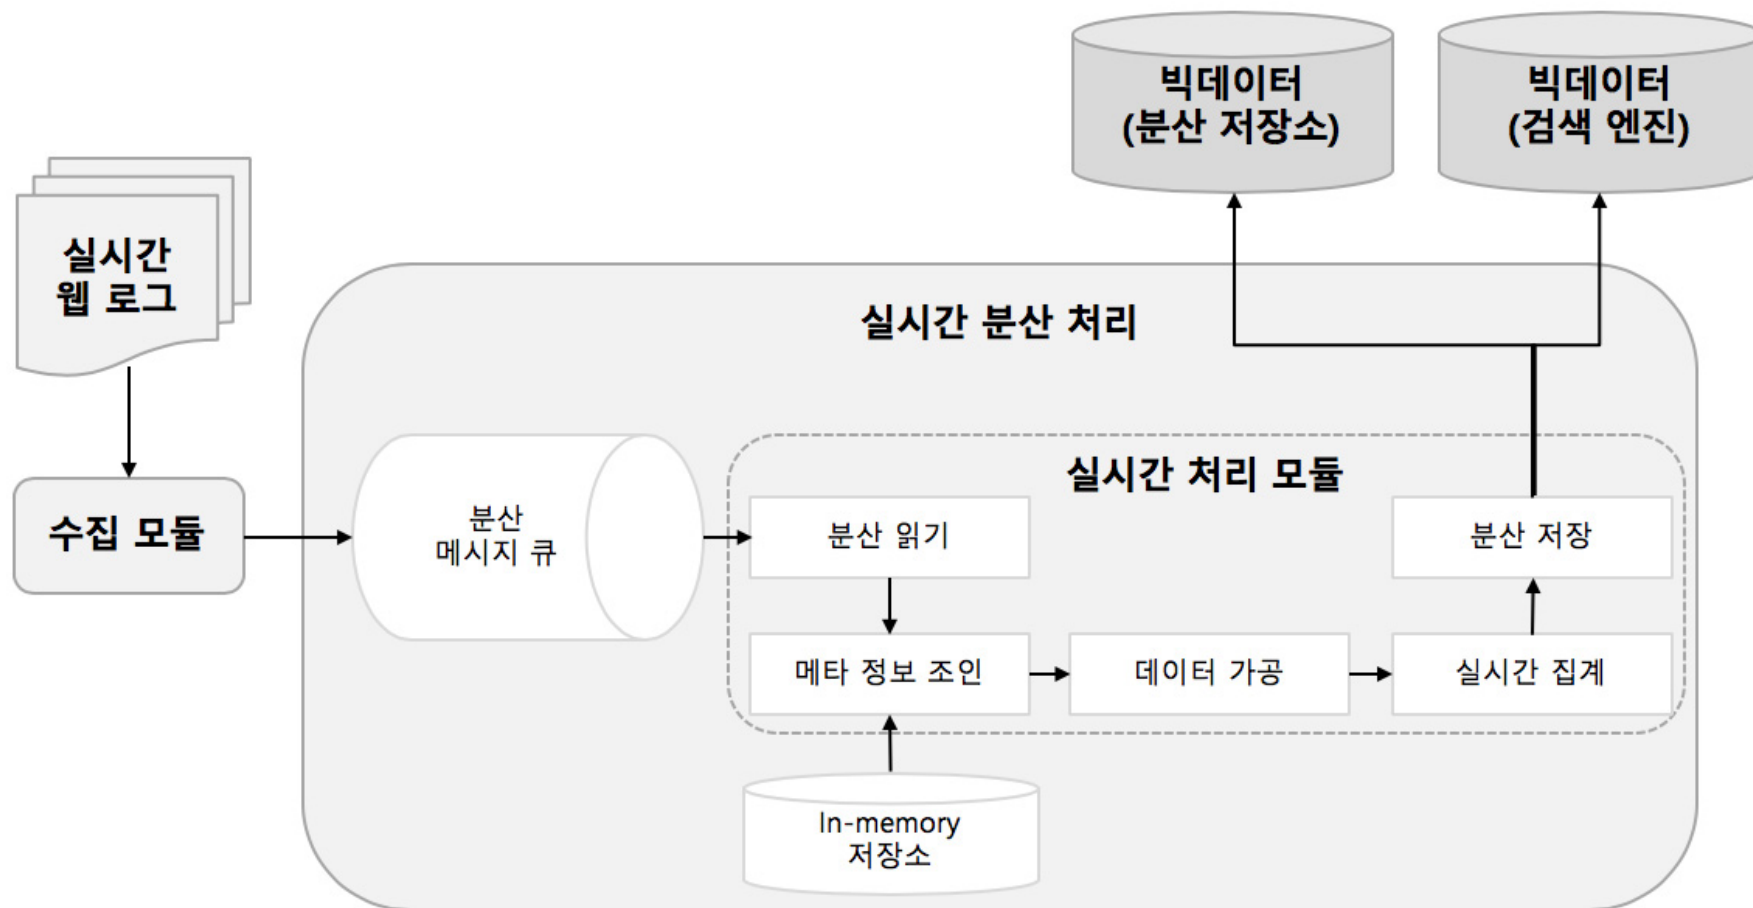 빅데이터
(분산 저장소)
빅데이터
(검색 엔진)
실시간
웹 로그
실시간 분산 처리
수집 모듈
분산
메시지 큐
실시간 처리 모듈
분산 읽기
분산 저장
메타 정보 조인
데이터 가공
실시간 집계
In-memory
저장소